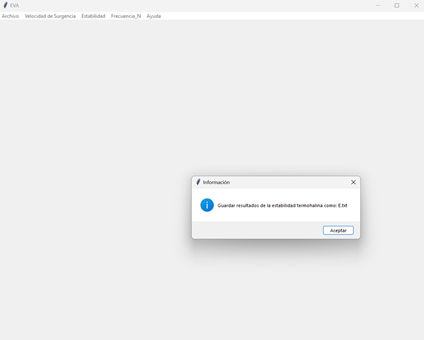 EVA
Archivo Velocidad de Surgencia Estabilidad Frecuencia_N Ayuda
Información
Guardar resultados de la estabilidad termohalina como: E.txt
Aceptar